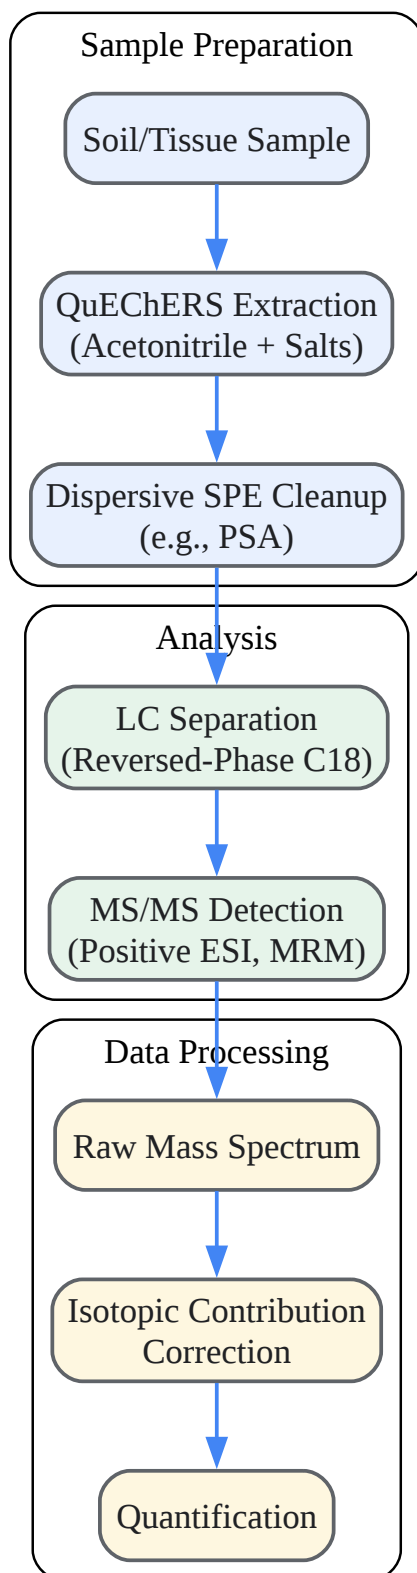 Sample Preparation
Soil/Tissue Sample
QuEChERS Extraction
(Acetonitrile + Salts)
Dispersive SPE Cleanup
(e.g., PSA)
Analysis
LC Separation
(Reversed-Phase C18)
MS/MS Detection
(Positive ESI, MRM)
Data Processing
Raw Mass Spectrum
Isotopic Contribution
Correction
Quantification